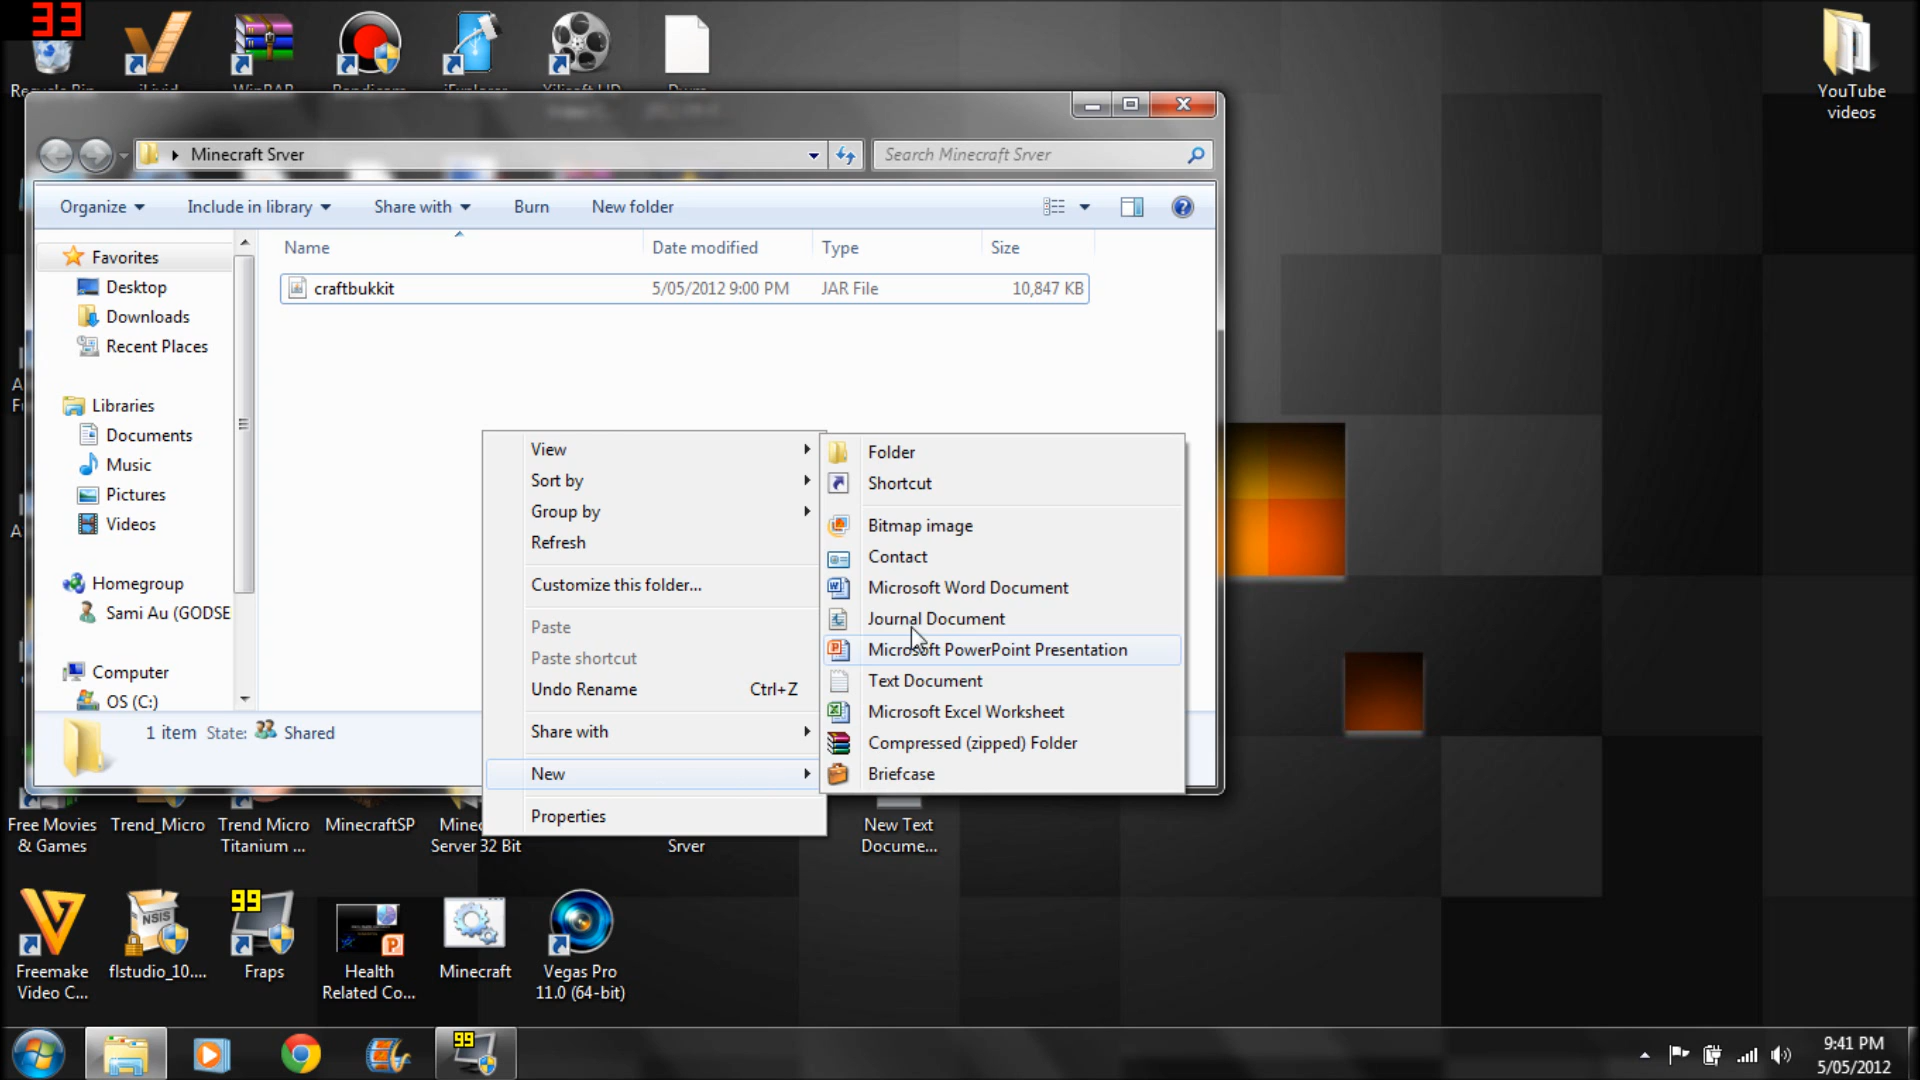 33
YouTube
videos
Minecraft Srver
Search Minecraft Srver
Organize
Include in library
Share with
Burn
New folder
Name
Date modified
Type
Size
Favorites
Desktop
Downloads
Recent Places
Libraries
Documents
Music
Pictures
Videos
Homegroup
Sami Au (GODSE
Computer
OS (C:)
craftbukkit
5/05/2012 9:00 PM
JAR File
10,847 KB
View
Sort by
Group by
Refresh
Customize this folder...
Paste
Paste shortcut
Undo Rename Ctrl+Z
Share with
New
Properties
Folder
Shortcut
Bitmap image
Contact
Microsoft Word Document
Journal Document
Microsoft PowerPoint Presentation
Text Document
Microsoft Excel Worksheet
Compressed (zipped) Folder
Briefcase
1 item State: Shared
Free Movies
& Games
Trend_Micro
Trend Micro
Titanium ...
MinecraftSP
Server 32 Bit
Srver
New Text
Docume...
Freemake
Video C...
NSIS
flstudio_10....
99
Fraps
Health
Related Co...
Minecraft
Vegas Pro
11.0 (64-bit)
99
9:41 PM
5/05/2012